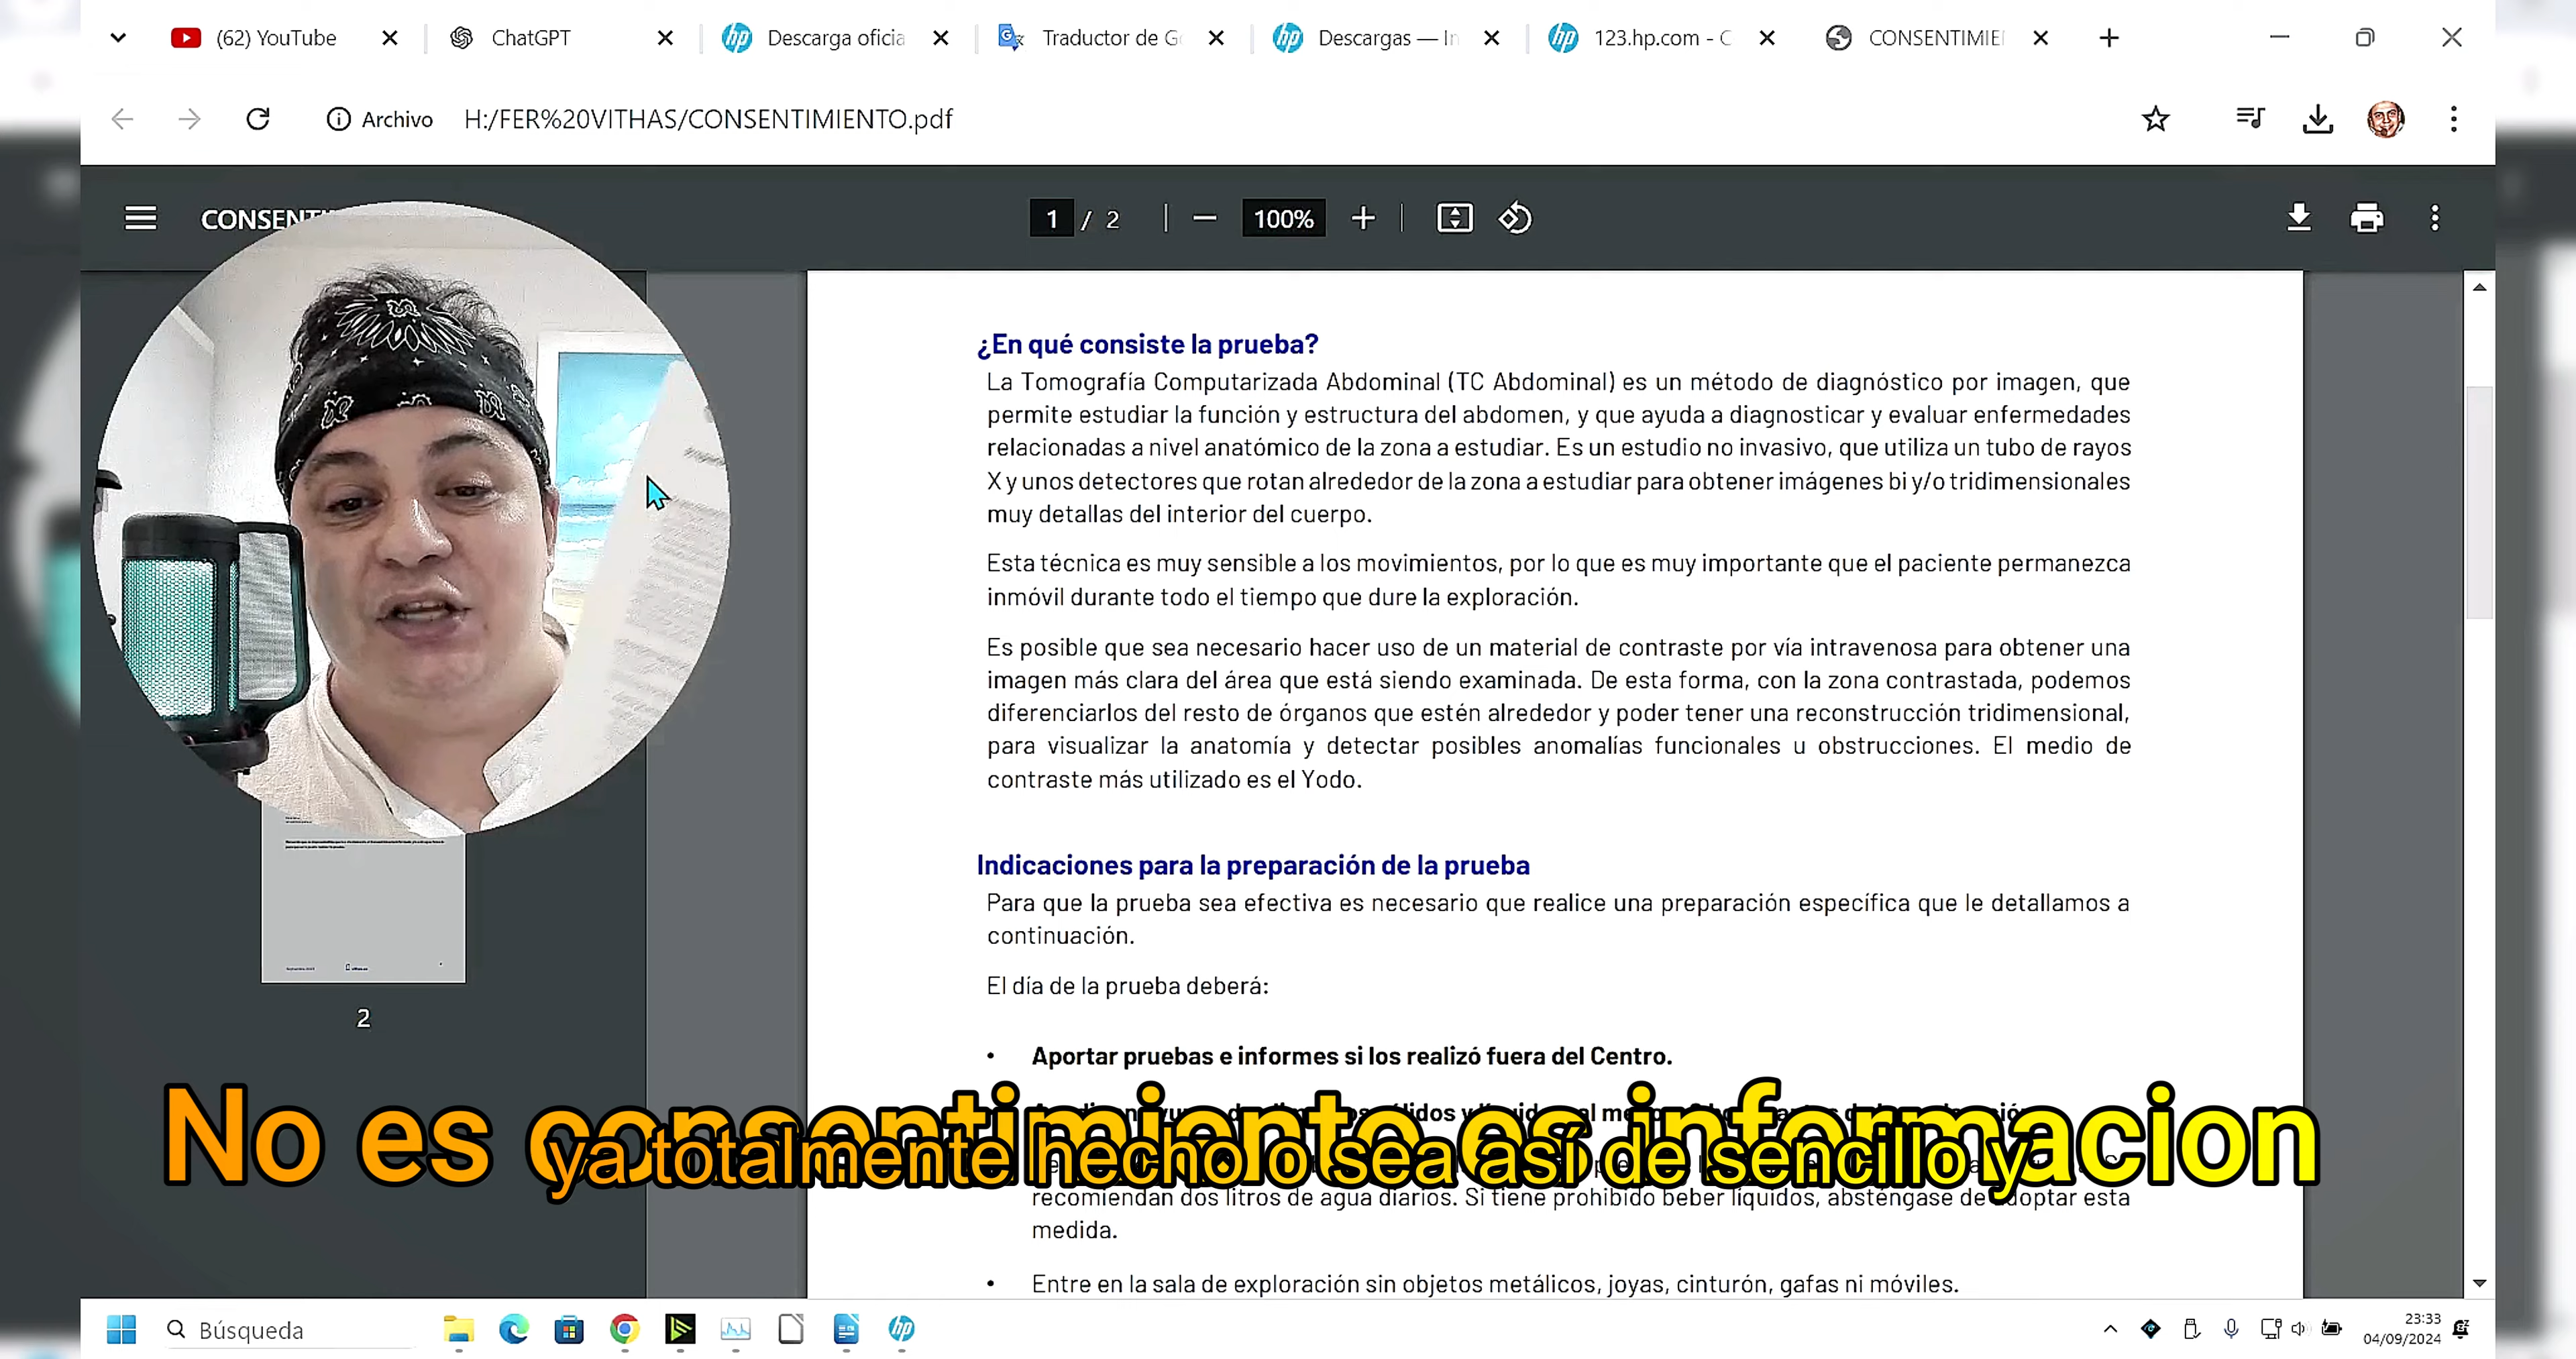 (62) YouTube
ChatGPT
Descarga oficia
Traductor de G
Descargas — In
123.hp.com - C
CONSENTIMIE
Archivo H:/FER%20VITHAS/CONSENTIMIENTO.pdf
CONSENTI
1 / 2
100%
¿En qué consiste la prueba?
La Tomografía Computarizada Abdominal (TC Abdominal) es un método de diagnóstico por imagen, que
permite estudiar la función y estructura del abdomen, y que ayuda a diagnosticar y evaluar enfermedades
relacionadas a nivel anatómico de la zona a estudiar. Es un estudio no invasivo, que utiliza un tubo de rayos
X y unos detectores que rotan alrededor de la zona a estudiar para obtener imágenes bi y/o tridimensionales
muy detallas del interior del cuerpo.
Esta técnica es muy sensible a los movimientos, por lo que es muy importante que el paciente permanezca
inmóvil durante todo el tiempo que dure la exploración.
Es posible que sea necesario hacer uso de un material de contraste por vía intravenosa para obtener una
imagen más clara del área que está siendo examinada. De esta forma, con la zona contrastada, podemos
diferenciarlos del resto de órganos que estén alrededor y poder tener una reconstrucción tridimensional,
para visualizar la anatomía y detectar posibles anomalías funcionales u obstrucciones. El medio de
contraste más utilizado es el Yodo.
Indicaciones para la preparación de la prueba
Para que la prueba sea efectiva es necesario que realice una preparación específica que le detallamos a
continuación.
El día de la prueba deberá:
• Aportar pruebas e informes si los realizó fuera del Centro.
No es consentimiento es informacion
ya totalmente hecho o sea así de sencillo y
recomiendan dos litros de agua diarios. Si tiene prohibido beber líquidos, absténgase de adoptar esta
medida.
• Entre en la sala de exploración sin objetos metálicos, joyas, cinturón, gafas ni móviles.
2
Búsqueda
23:33
04/09/2024